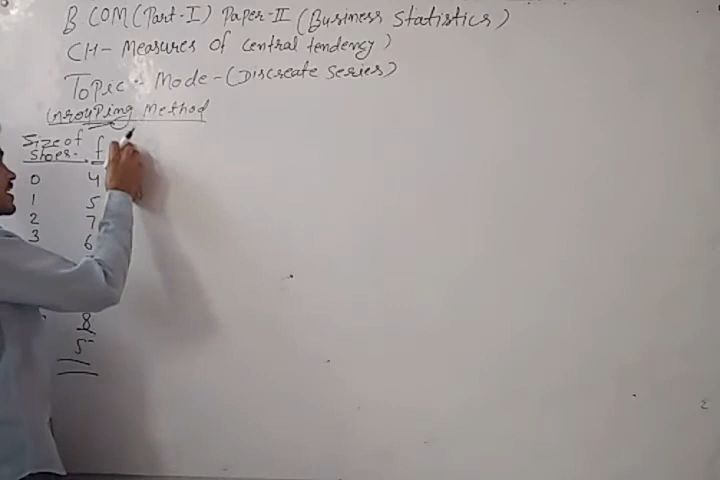 B COM (Part-I) Paper-II (Business Statistics)
CH- Measures of Central tendency)
Topic - Mode - (Discreate Series)
Grouping Method
Size of shoes. f
0 4
1 5
2 7
3 6
8
5